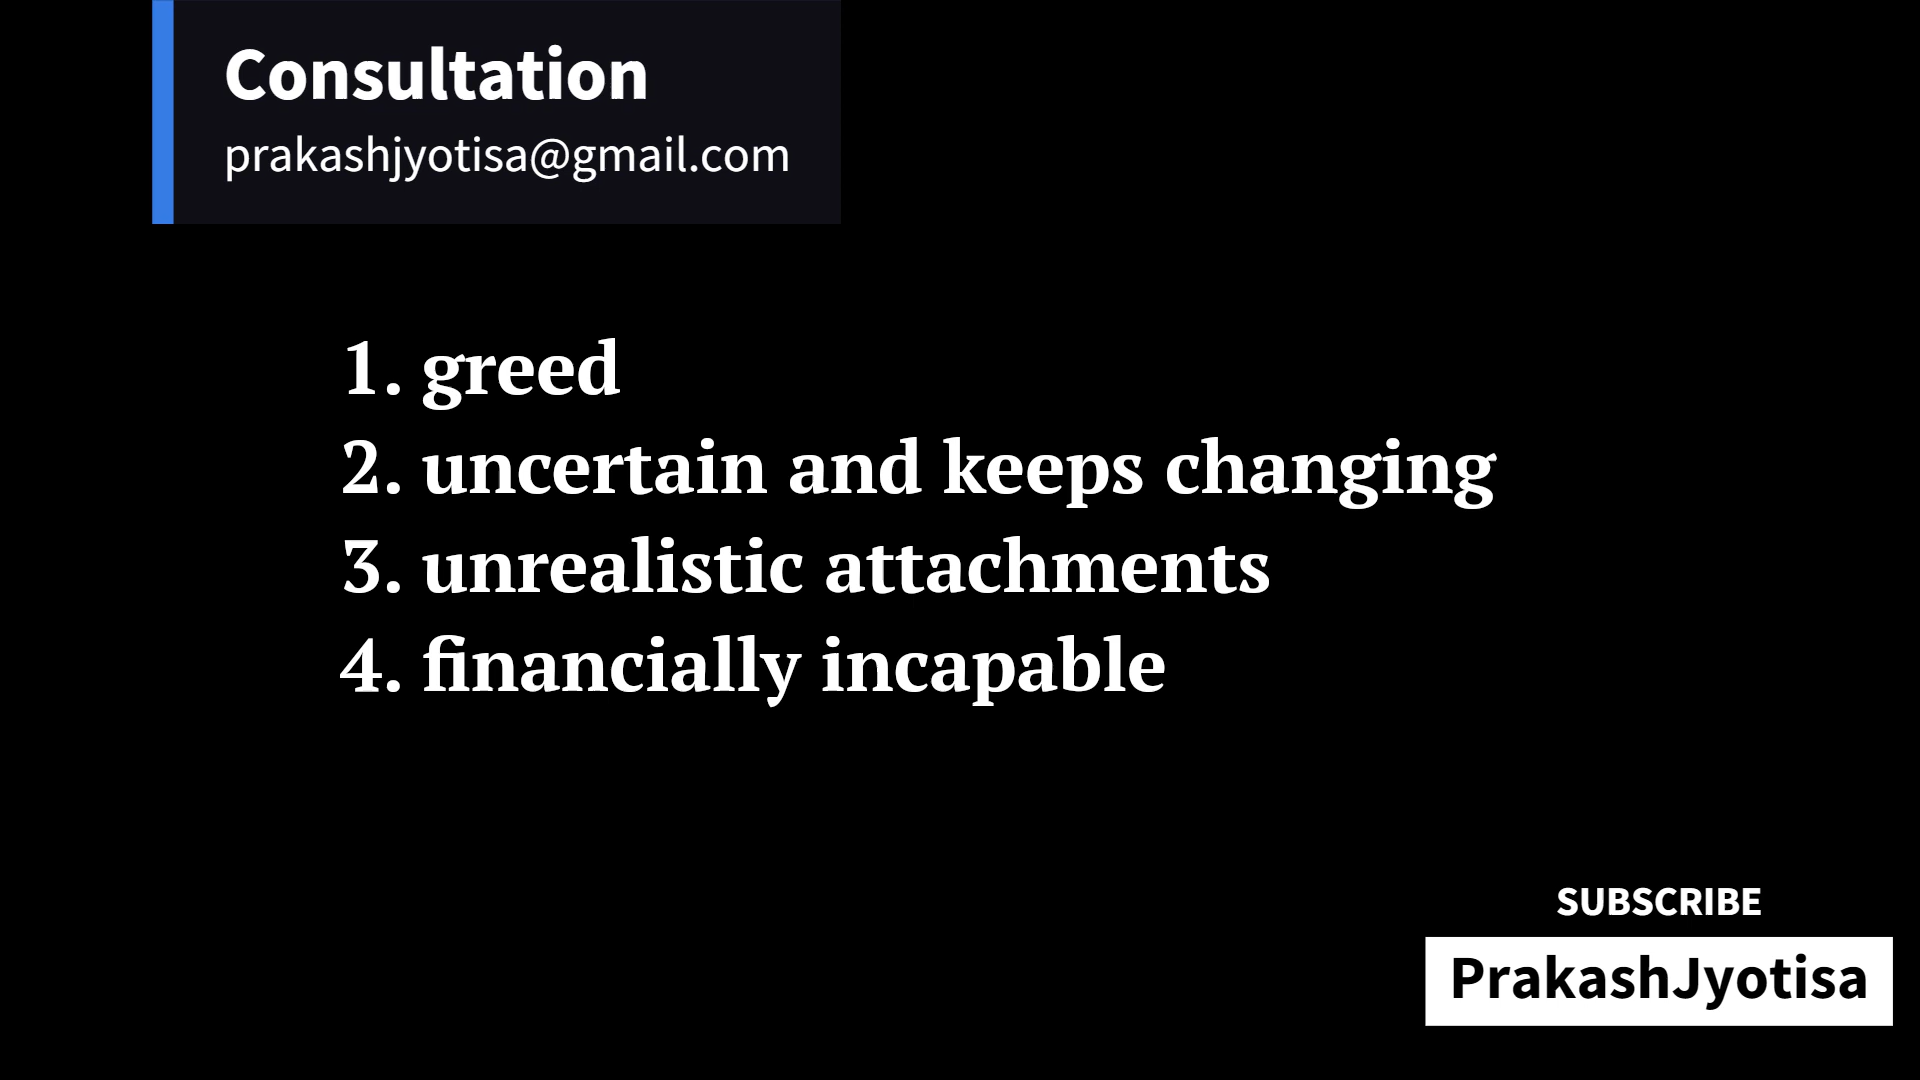 Consultation
prakashjyotisa@gmail.com
1. greed
2. uncertain and keeps changing
3. unrealistic attachments
4. financially incapable
SUBSCRIBE
PrakashJyotisa